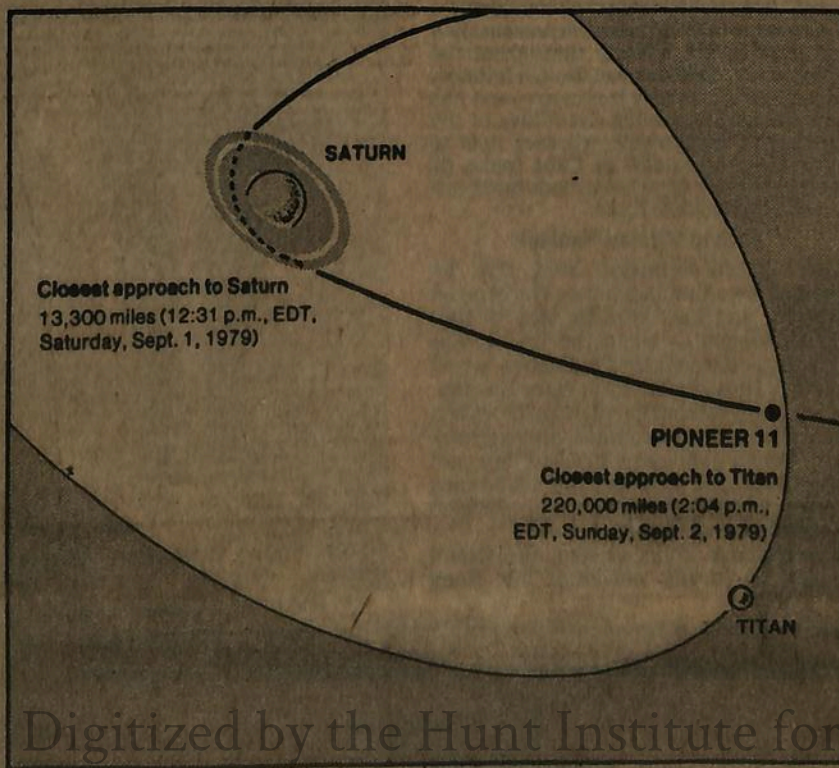 SATURN
Closest approach to Saturn
13,300 miles (12:31 p.m., EDT,
Saturday, Sept. 1, 1979)
PIONEER 11
Closest approach to Titan
220,000 miles (2:04 p.m.,
EDT, Sunday, Sept. 2, 1979)
TITAN
Digitized by the Hunt Institute for